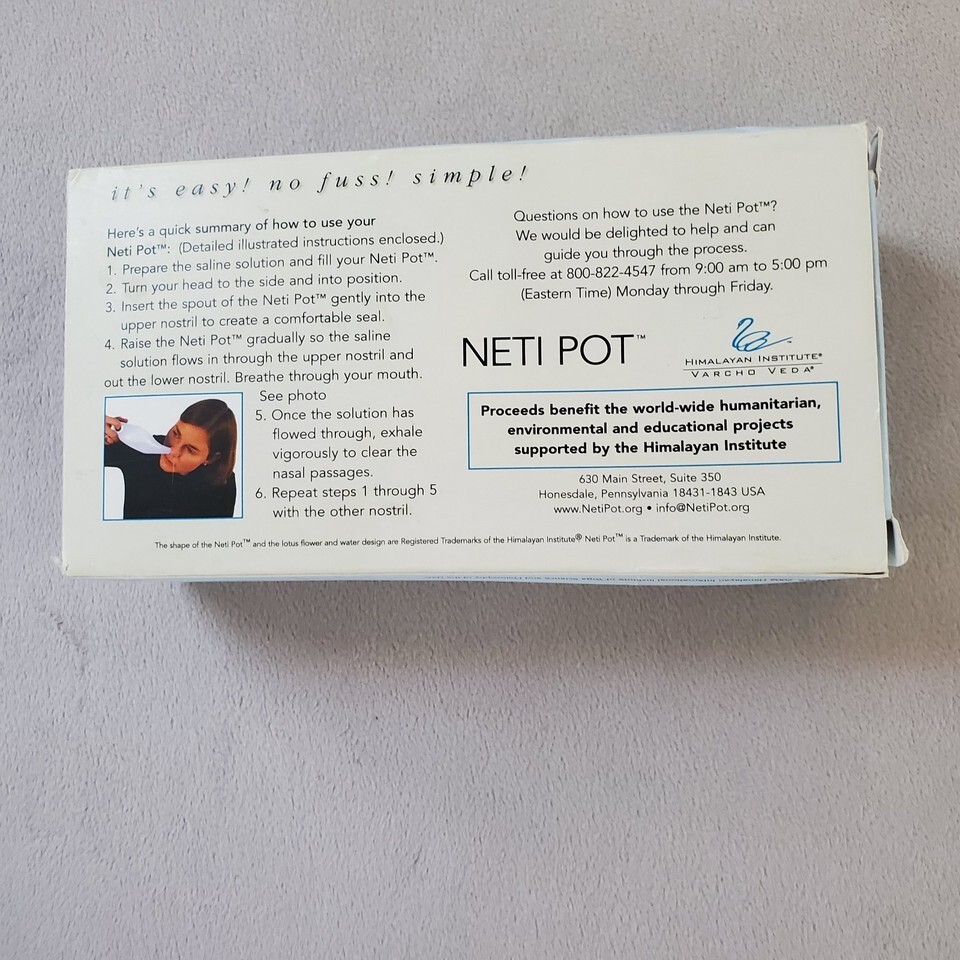 it's easy! no fuss! simple!
Here's a quick summary of how to use your
Neti Pot™: (Detailed illustrated instructions enclosed.)
1. Prepare the saline solution and fill your Neti Pot™.
2. Turn your head to the side and into position.
3. Insert the spout of the Neti Pot™ gently into the
upper nostril to create a comfortable seal.
4. Raise the Neti Pot™ gradually so the saline
solution flows in through the upper nostril and
out the lower nostril. Breathe through your mouth.
See photo
5. Once the solution has
flowed through, exhale
vigorously to clear the
nasal passages.
6. Repeat steps 1 through 5
with the other nostril.
Questions on how to use the Neti Pot™?
We would be delighted to help and can
guide you through the process.
Call toll-free at 800-822-4547 from 9:00 am to 5:00 pm
(Eastern Time) Monday through Friday.
NETI POT™
HIMALAYAN INSTITUTE®
VARCHO VEDA®
Proceeds benefit the world-wide humanitarian,
environmental and educational projects
supported by the Himalayan Institute
630 Main Street, Suite 350
Honesdale, Pennsylvania 18431-1843 USA
www.NetiPot.org • info@NetiPot.org
The shape of the Neti Pot™ and the lotus flower and water design are Registered Trademarks of the Himalayan Institute® Neti Pot™ is a Trademark of the Himalayan Institute.